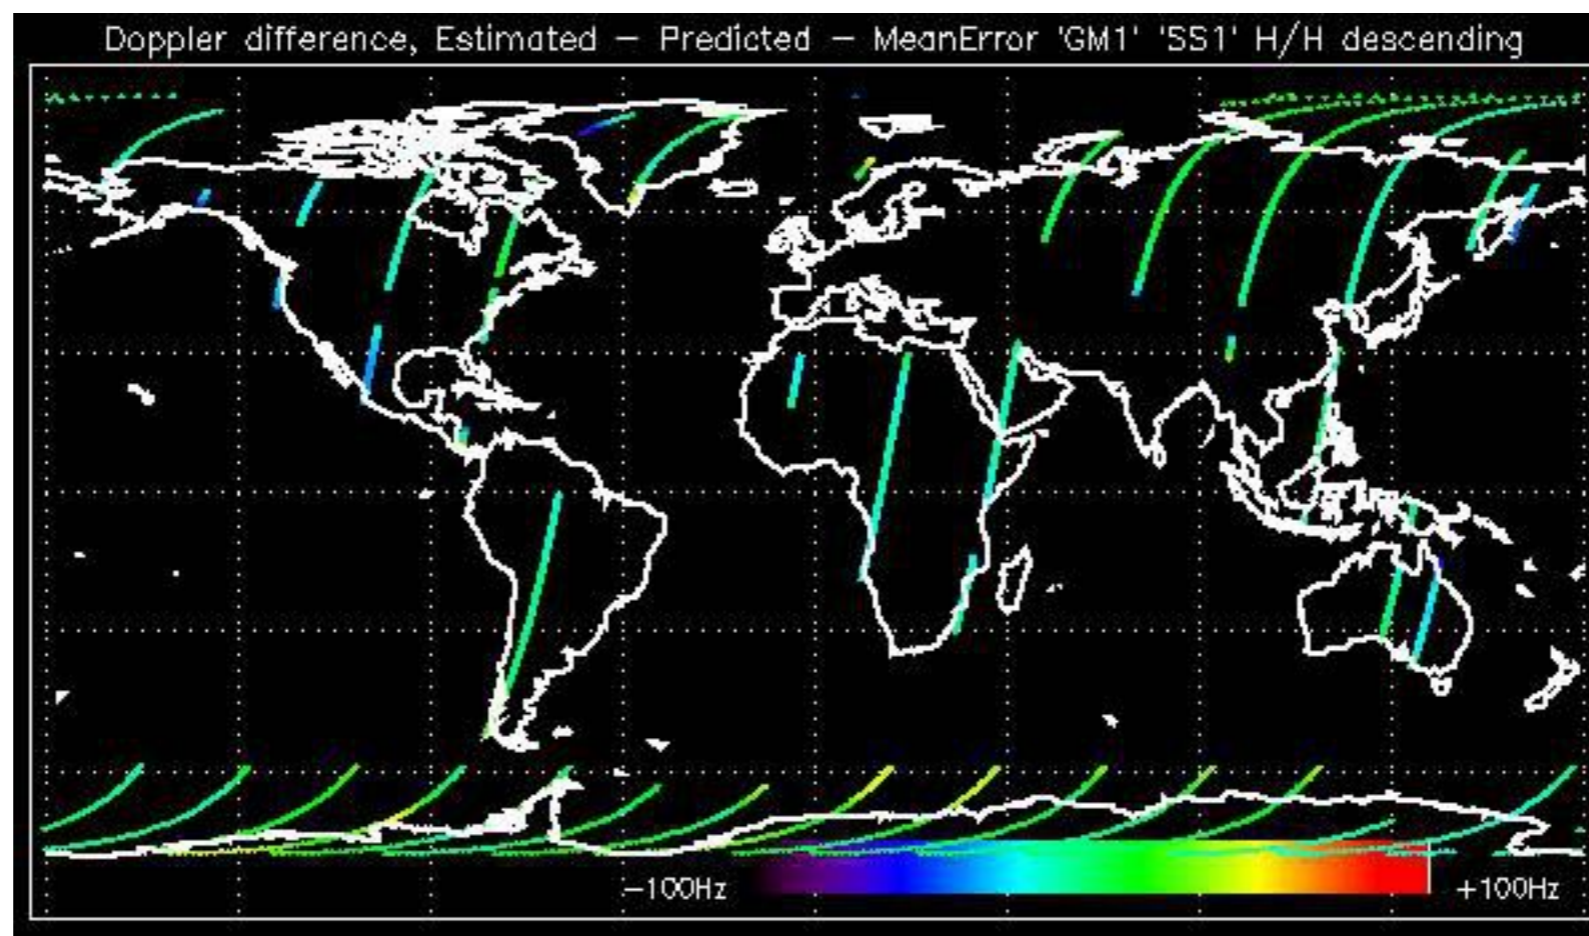 Doppler difference, Estimated - Predicted - MeanError 'GM1' 'SS1' H/H descending
-100Hz
+100Hz